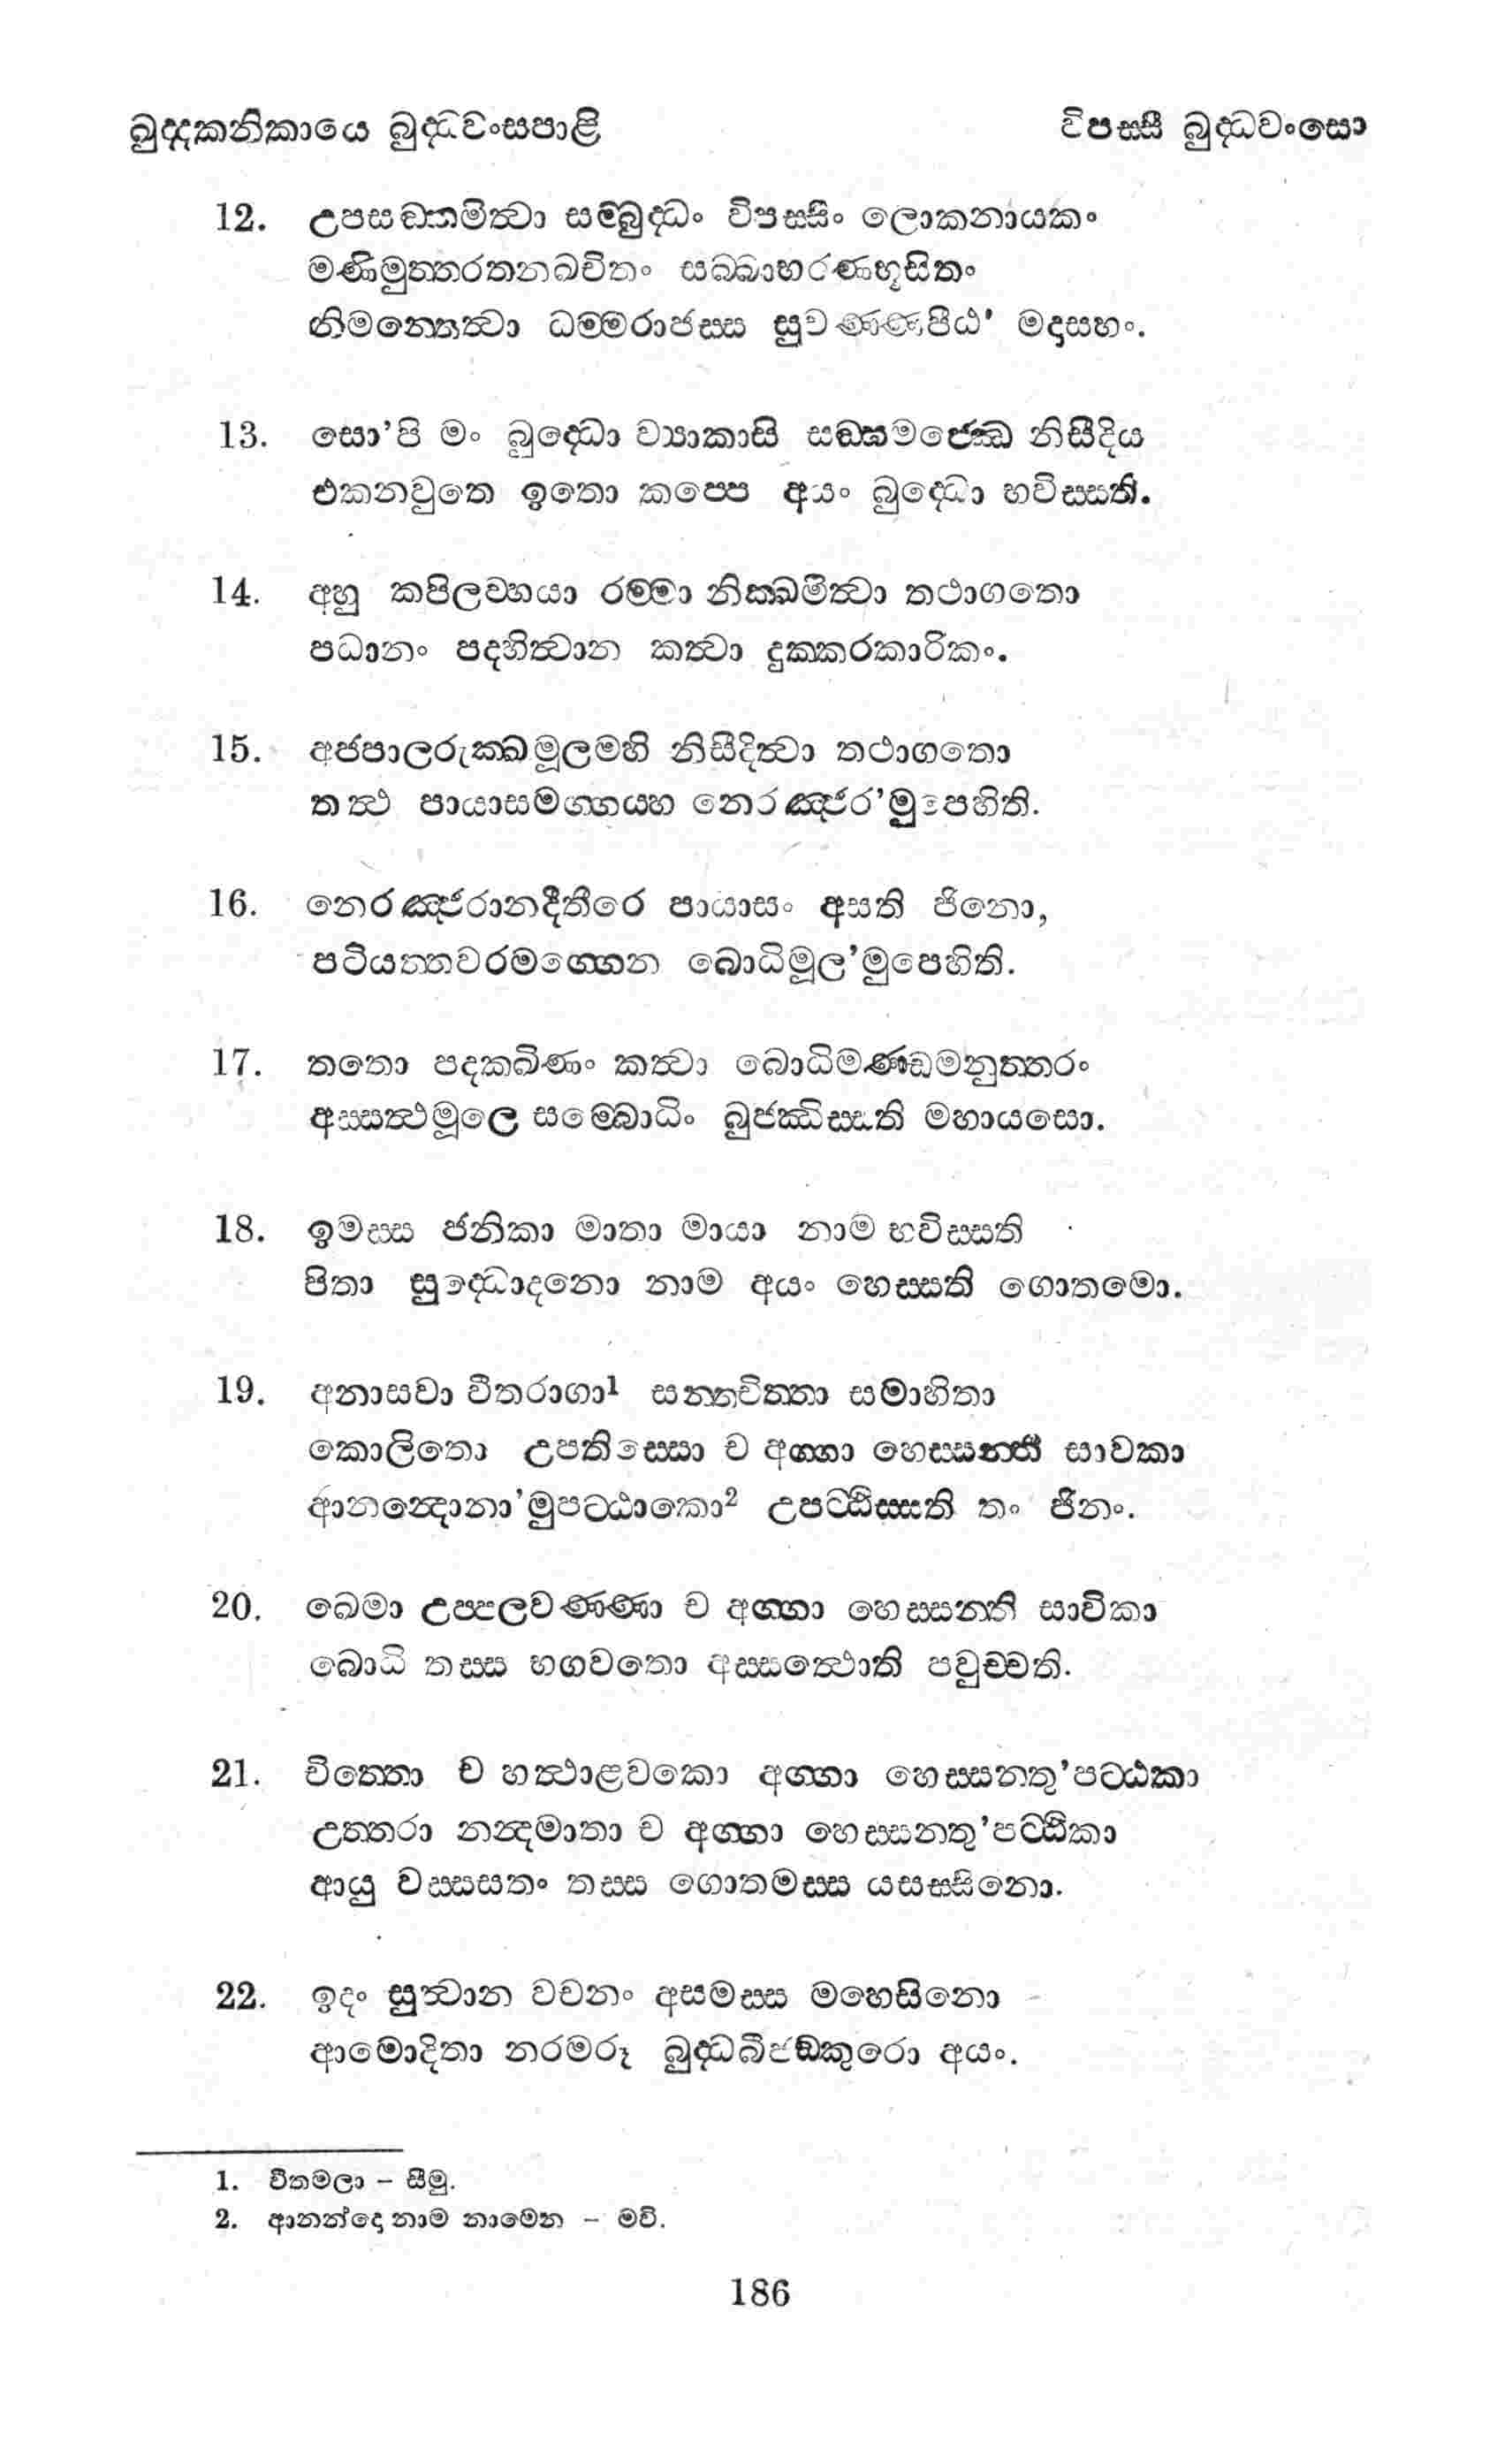 ඛුද්දකනිකායෙ බුද්ධවංසපාළි විපස්සී බුද්ධවංසො
12. උපසඞ්කමිත්වා සම්බුද්ධං විපස්සිං ලොකනායකං
මණිමුත්තරතනඛචිතං සබ්බාභරණභූසිතං
නිමන්තෙත්වා ධම්මරාජස්ස සුවණ්ණපීඨ' මදාසහං.
13. සො'පි මං බුද්ධො ව්‍යාකාසි සඞ්ඝමජ්ඣෙ නිසීදිය
එකනවුතෙ ඉතො කප්පෙ අයං බුද්ධො භවිස්සති.
14. අහු කපිලව්හයා රම්මා නික්ඛමිත්වා තථාගතො
පධානං පදහිත්වාන කත්වා දුක්කරකාරිකං.
15. අජපාලරුක්ඛමූලම්හි නිසීදිත්වා තථාගතො
තත්ථ පායාසමග්ගය්හ නෙරඤ්ජර'මුපෙහිති.
16. නෙරඤ්ජරානදීතීරෙ පායාසං අසති ජිනො,
පටියත්තවරමග්ගෙන බොධිමූල'මුපෙහිති.
17. තතො පදක්ඛිණං කත්වා බොධිමණ්ඩමනුත්තරං
අස්සත්ථමූලෙ සම්බොධිං බුජ්ඣිස්සති මහායසො.
18. ඉමස්ස ජනිකා මාතා මායා නාම භවිස්සති
පිතා සුද්ධොදනො නාම අයං හෙස්සති ගොතමො.
19. අනාසවා වීතරාගා1 සන්තචිත්තා සමාහිතා
කොලිතො උපතිස්සො ච අග්ගා හෙස්සන්ති සාවකා
ආනන්දොනා'මුපට්ඨාකො2 උපට්ඨිස්සති තං ජිනං.
20. ඛෙමා උප්පලවණ්ණා ච අග්ගා හෙස්සන්ති සාවිකා
බොධි තස්ස භගවතො අස්සත්ථොති පවුච්චති.
21. චිත්තො ච හත්ථාළවකො අග්ගා හෙස්සන්තු'පට්ඨකා
උත්තරා නන්දමාතා ච අග්ගා හෙස්සන්තු'පට්ඨිකා
ආයු වස්සසතං තස්ස ගොතමස්ස යසස්සිනො.
22. ඉදං සුත්වාන වචනං අසමස්ස මහෙසිනො
ආමොදිතා නරමරූ බුද්ධබීජඞ්කුරො අයං.
1. වීතමලා - සීමු.
2. ආනන්දො නාම නාමෙන - මවි.
186